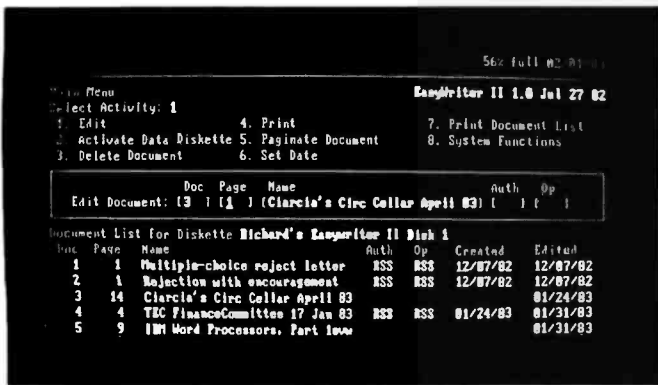 56% full 02/01/83
Main Menu EasyWriter II 1.0 Jul 27 82
Select Activity: 1
1. Edit 4. Print 7. Print Document List
2. Activate Data Diskette 5. Paginate Document 8. System Functions
3. Delete Document 6. Set Date
Doc Page Name Auth Op
Edit Document: [3 ] [1 ] [Ciarcia's Circ Cellar April 83] [ ] [ ]
Document List for Diskette Richard's Easywriter II Disk 1
Doc Page Name Auth Op Created Edited
1 1 Multiple-choice reject letter RSS RSS 12/07/82 12/07/82
2 1 Rejection with encouragement RSS RSS 12/07/82 12/07/82
3 14 Ciarcia's Circ Cellar April 83 01/24/83
4 4 TEC FinanceCommittee 17 Jan 83 RSS RSS 01/24/83 01/31/83
5 9 IBM Word Processors, Part 1 01/31/83